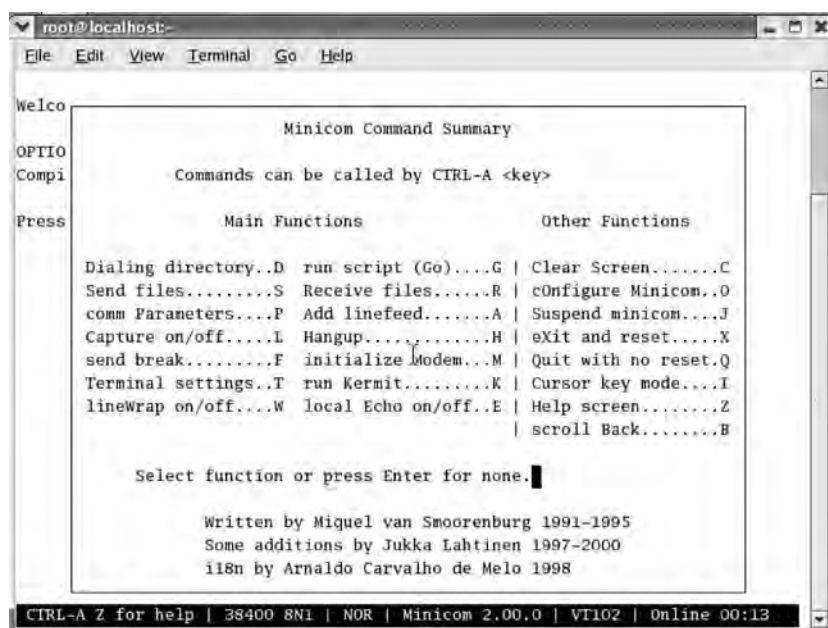 root@localhost:~
File Edit View Terminal Go Help
Welco
Minicom Command Summary
OPTIO
Compi
Commands can be called by CTRL-A <key>
Press
Main Functions Other Functions
Dialing directory..D run script (Go)....G | Clear Screen.......C
Send files.........S Receive files......R | cOnfigure Minicom..O
comm Parameters....P Add linefeed.......A | Suspend minicom....J
Capture on/off.....L Hangup.............H | eXit and reset.....X
send break.........F initialize Modem...M | Quit with no reset.Q
Terminal settings..T run Kermit.........K | Cursor key mode....I
lineWrap on/off....W local Echo on/off..E | Help screen........Z
| scroll Back........B
Select function or press Enter for none.
Written by Miquel van Smoorenburg 1991-1995
Some additions by Jukka Lahtinen 1997-2000
i18n by Arnaldo Carvalho de Melo 1998
CTRL-A Z for help | 38400 8N1 | NOR | Minicom 2.00.0 | VT102 | Online 00:13